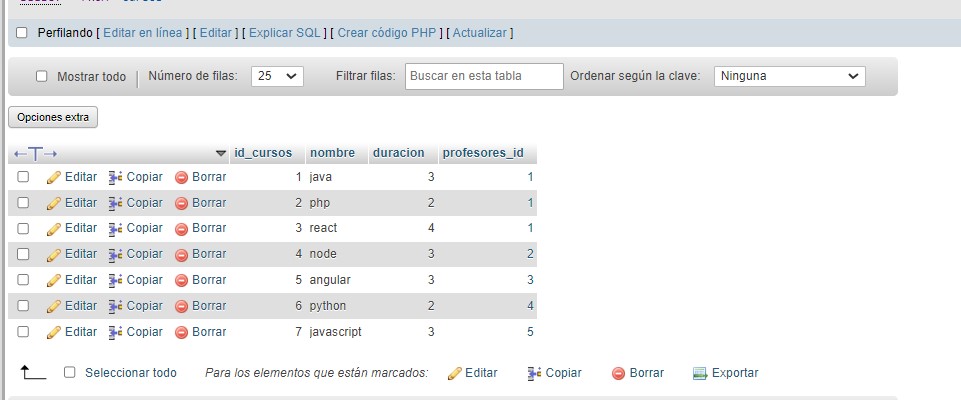 Perfilando [ Editar en línea ] [ Editar ] [ Explicar SQL ] [ Crear código PHP ] [ Actualizar ]
Mostrar todo | Número de filas: 25 Filtrar filas: Buscar en esta tabla Ordenar según la clave: Ninguna
Opciones extra
←T→ id_cursos nombre duracion profesores_id
Editar Copiar Borrar 1 java 3 1
Editar Copiar Borrar 2 php 2 1
Editar Copiar Borrar 3 react 4 1
Editar Copiar Borrar 4 node 3 2
Editar Copiar Borrar 5 angular 3 3
Editar Copiar Borrar 6 python 2 4
Editar Copiar Borrar 7 javascript 3 5
Seleccionar todo Para los elementos que están marcados: Editar Copiar Borrar Exportar